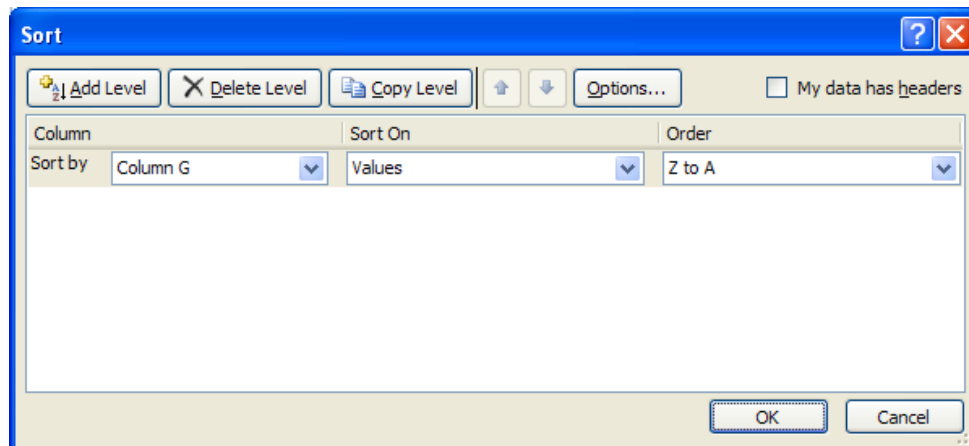 Sort
Add Level Delete Level Copy Level Options... My data has headers
Column Sort On Order
Sort by Column G Values Z to A
OK Cancel